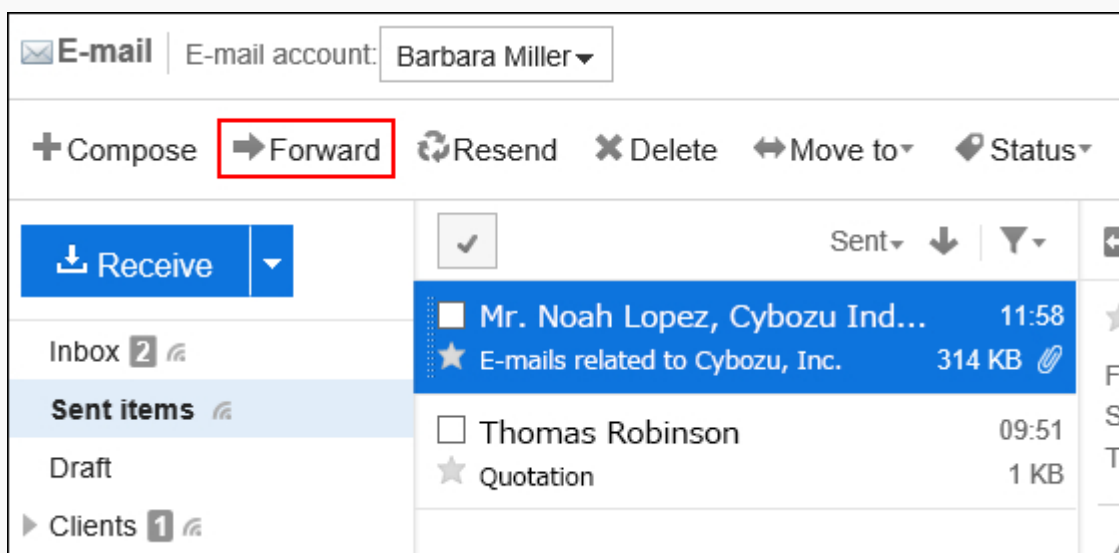 E-mail E-mail account: Barbara Miller
Compose Forward Resend Delete Move to Status
Receive
Inbox 2
Sent items
Draft
Clients 1
Sent
Mr. Noah Lopez, Cybozu Ind... 11:58
E-mails related to Cybozu, Inc. 314 KB
Thomas Robinson 09:51
Quotation 1 KB
F
S
T